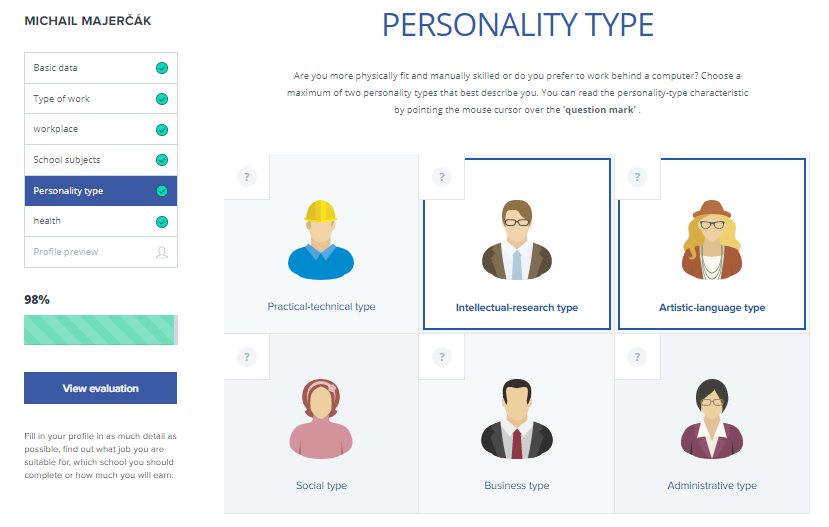 MICHAIL MAJERČÁK
Basic data
Type of work
workplace
School subjects
Personality type
health
Profile preview
98%
View evaluation
Fill in your profile in as much detail as
possible, find out what job you are
suitable for, which school you should
complete or how much you will earn.
PERSONALITY TYPE
Are you more physically fit and manually skilled or do you prefer to work behind a computer? Choose a
maximum of two personality types that best describe you. You can read the personality-type characteristic
by pointing the mouse cursor over the 'question mark' .
? ? ?
Practical-technical type Intellectual-research type Artistic-language type
? ? ?
Social type Business type Administrative type